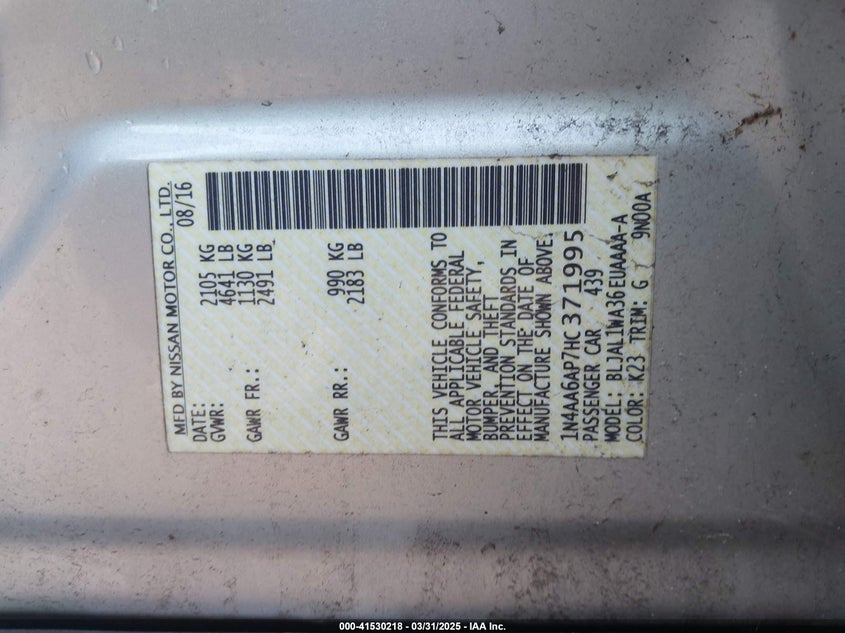 MFD BY NISSAN MOTOR CO., LTD.
DATE: 08/16
GVWR: 2105 KG
4641 LB
GAWR FR.: 1130 KG
2491 LB
GAWR RR.: 990 KG
2183 LB
THIS VEHICLE CONFORMS TO
ALL APPLICABLE FEDERAL
MOTOR VEHICLE SAFETY,
BUMPER, AND THEFT
PREVENTION STANDARDS IN
EFFECT ON THE DATE OF
MANUFACTURE SHOWN ABOVE.
1N4AA6AP7HC371995
PASSENGER CAR 439
MODEL: BLJAL1WA36EUAAAA-A
COLOR: K23 TRIM: G 9N00A
000-41530218 - 03/31/2025 - IAA Inc.